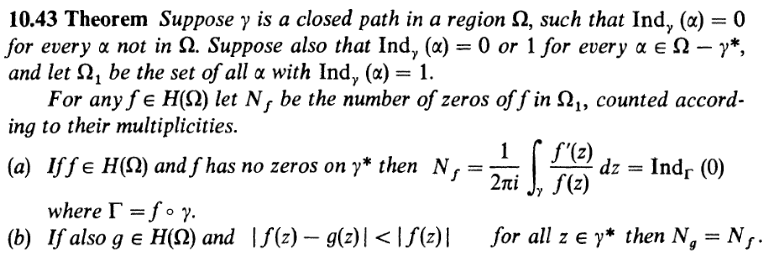 10.43 Theorem Suppose γ is a closed path in a region Ω, such that Ind_γ (α) = 0
for every α not in Ω. Suppose also that Ind_γ (α) = 0 or 1 for every α ∈ Ω − γ*,
and let Ω₁ be the set of all α with Ind_γ (α) = 1.
For any f ∈ H(Ω) let N_f be the number of zeros of f in Ω₁, counted accord-
ing to their multiplicities.
(a) If f ∈ H(Ω) and f has no zeros on γ* then N_f = \frac{1}{2πi} ∫_γ \frac{f′(z)}{f(z)} dz = Ind_Γ (0)
where Γ = f ∘ γ.
(b) If also g ∈ H(Ω) and |f(z) − g(z)| < |f(z)| for all z ∈ γ* then N_g = N_f.